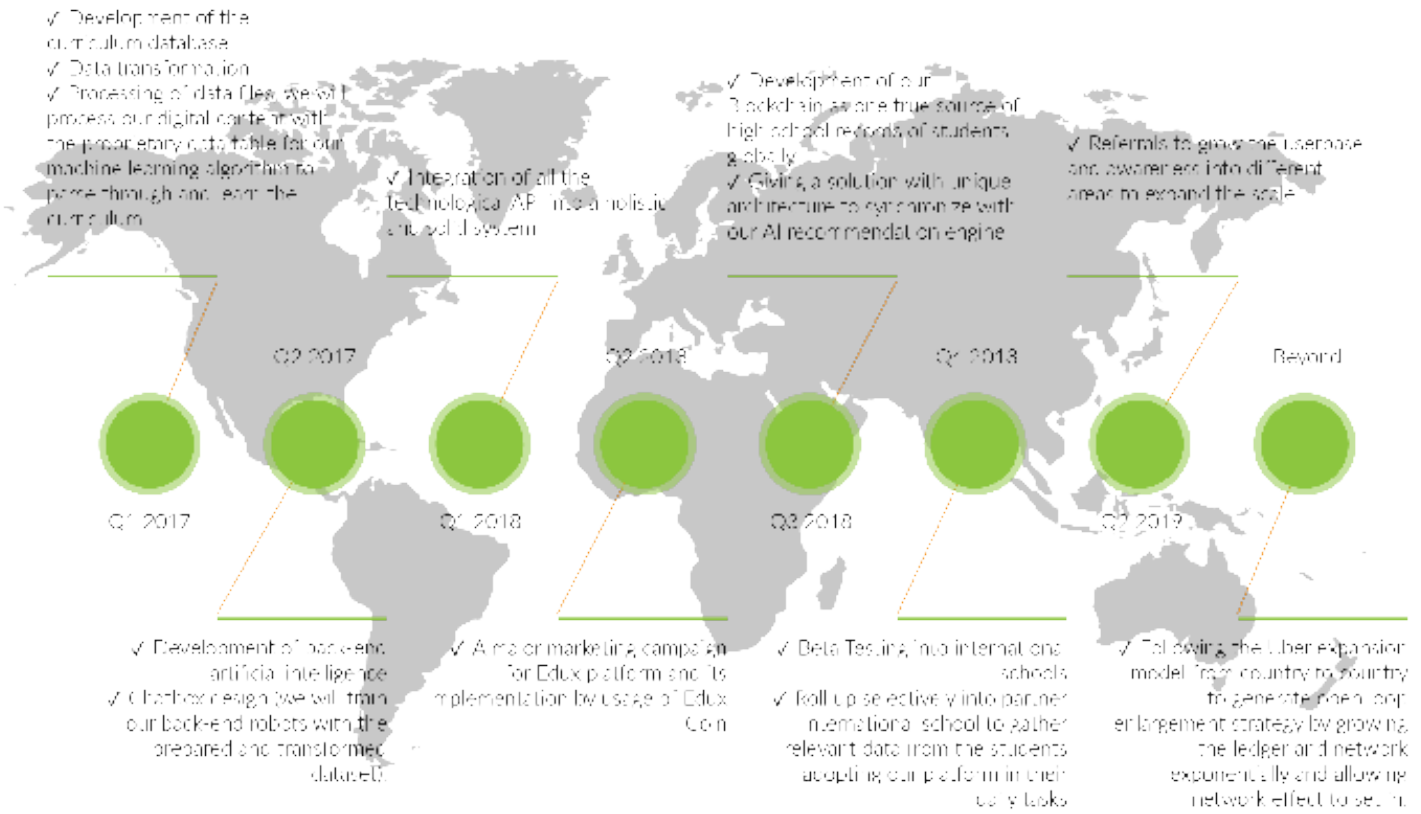 ✓ Development of the
curriculum database
✓ Data transformation
✓ Processing of data files, we will
process our digital content with
the proprietary data table for our
machine learning algorithm to
parse through and learn the
curriculum
✓ Integration of all the
technological API into a holistic
and solid system
✓ Development of our
Blockchain as one true source of
high school records of students
globally
✓ Giving a solution with unique
architecture to synchronize with
our AI recommendation engine
✓ Referrals to grow the userbase
and awareness into different
areas to expand the scale
Q2 2017
Q2 2018
Q4 2018
Beyond
Q1 2017
Q1 2018
Q3 2018
Q2 2019
✓ Development of back-end
artificial intelligence
✓ Chatbox design (we will train
our back-end robots with the
prepared and transformed
dataset).
✓ A major marketing campaign
for Edux platform and its
implementation by usage of Edux
Coin
✓ Beta Testing into international
schools
✓ Roll up selectively into partner
international school to gather
relevant data from the students
adopting our platform in their
daily tasks
✓ Following the Uber expansion
model from country to country
to generate open loop
enlargement strategy by growing
the ledger and network
exponentially and allowing
network effect to set in.